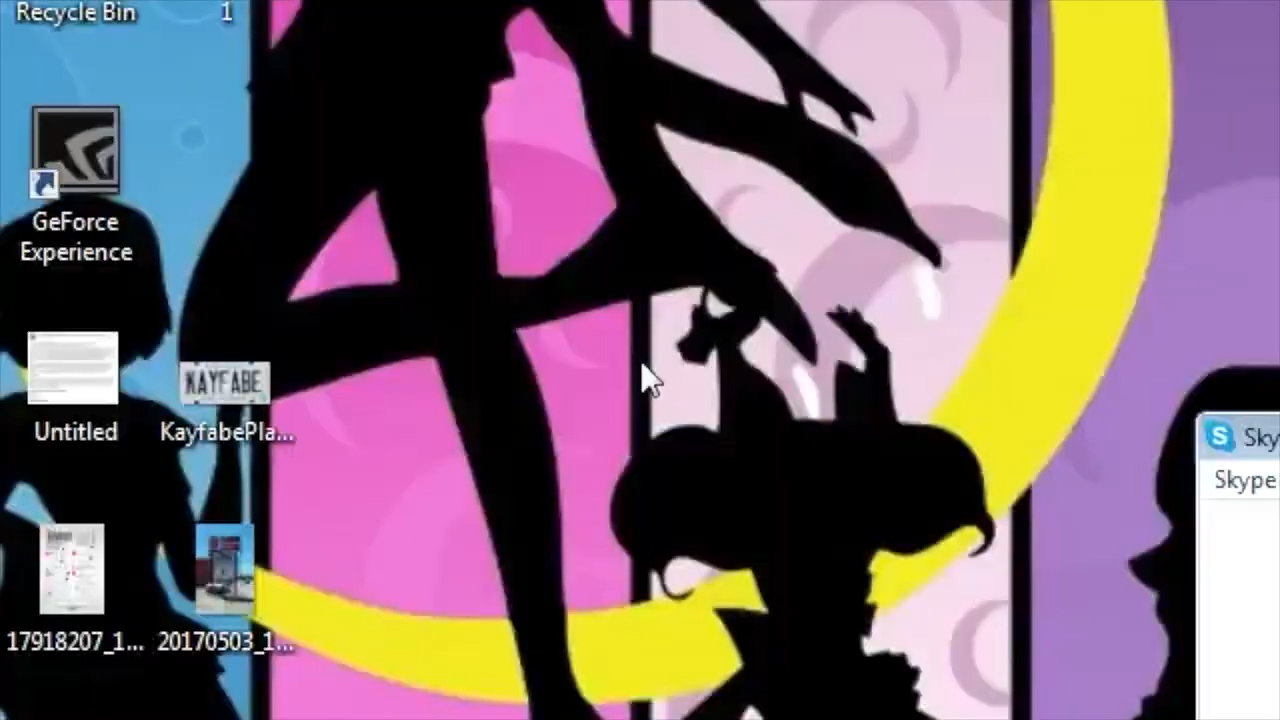 Recycle Bin
1
GeForce
Experience
KAYFABE
Untitled
KayfabePla...
17918207_1...
20170503_1...
Sky
Skype